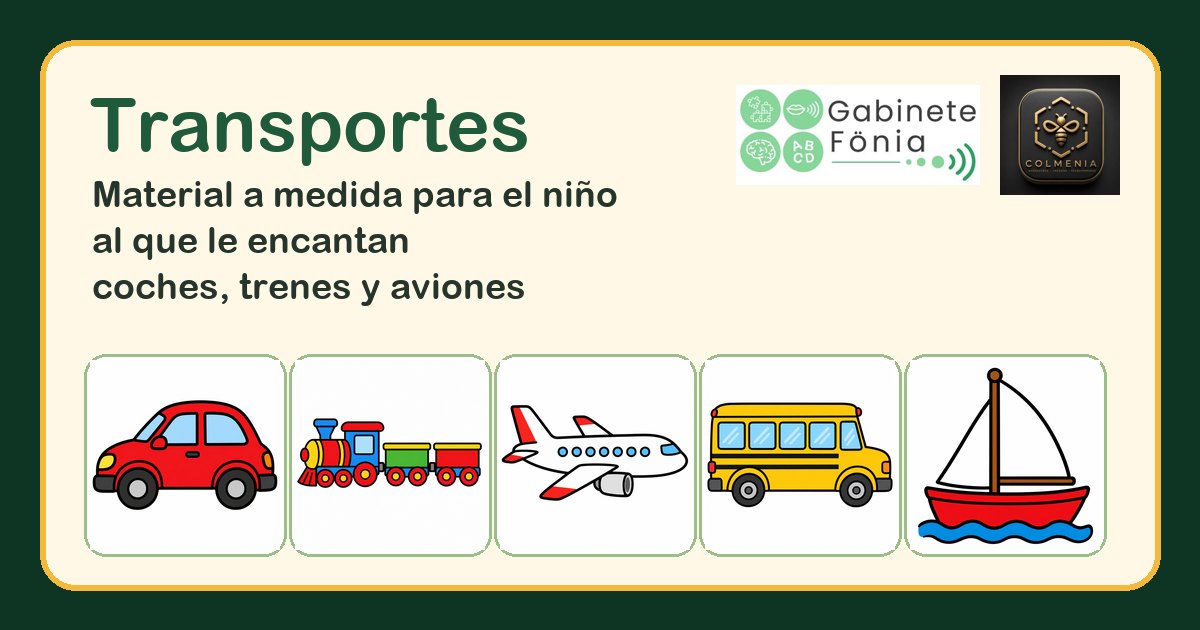 Transportes
Material a medida para el niño
al que le encantan
coches, trenes y aviones
Gabinete
Fönia
AB
CD
COLMENIA